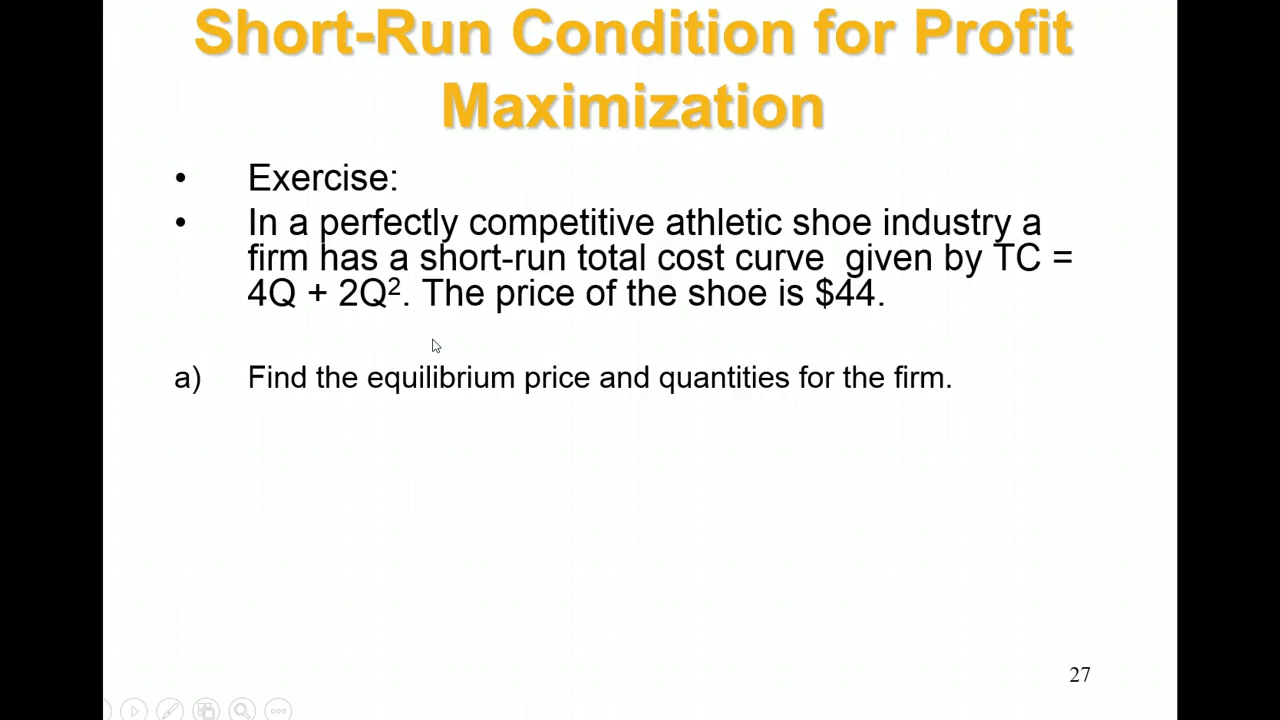 Short-Run Condition for Profit
Maximization
• Exercise:
• In a perfectly competitive athletic shoe industry a
firm has a short-run total cost curve given by TC =
4Q + 2Q². The price of the shoe is $44.
a) Find the equilibrium price and quantities for the firm.
27